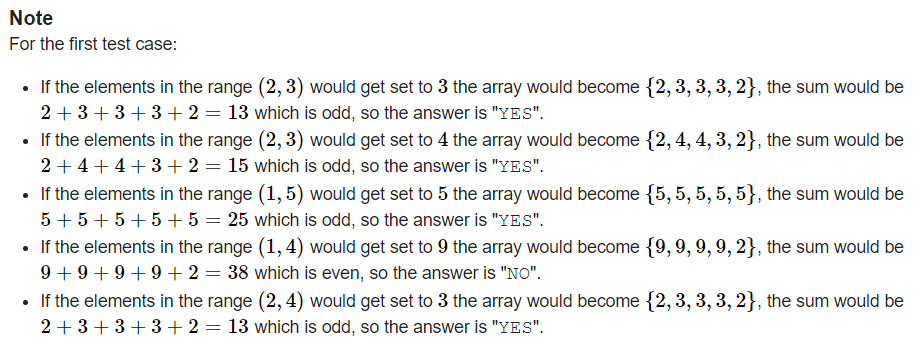 Note
For the first test case:
• If the elements in the range (2, 3) would get set to 3 the array would become {2, 3, 3, 3, 2}, the sum would be
2 + 3 + 3 + 3 + 2 = 13 which is odd, so the answer is "YES".
• If the elements in the range (2, 3) would get set to 4 the array would become {2, 4, 4, 3, 2}, the sum would be
2 + 4 + 4 + 3 + 2 = 15 which is odd, so the answer is "YES".
• If the elements in the range (1, 5) would get set to 5 the array would become {5, 5, 5, 5, 5}, the sum would be
5 + 5 + 5 + 5 + 5 = 25 which is odd, so the answer is "YES".
• If the elements in the range (1, 4) would get set to 9 the array would become {9, 9, 9, 9, 2}, the sum would be
9 + 9 + 9 + 9 + 2 = 38 which is even, so the answer is "NO".
• If the elements in the range (2, 4) would get set to 3 the array would become {2, 3, 3, 3, 2}, the sum would be
2 + 3 + 3 + 3 + 2 = 13 which is odd, so the answer is "YES".